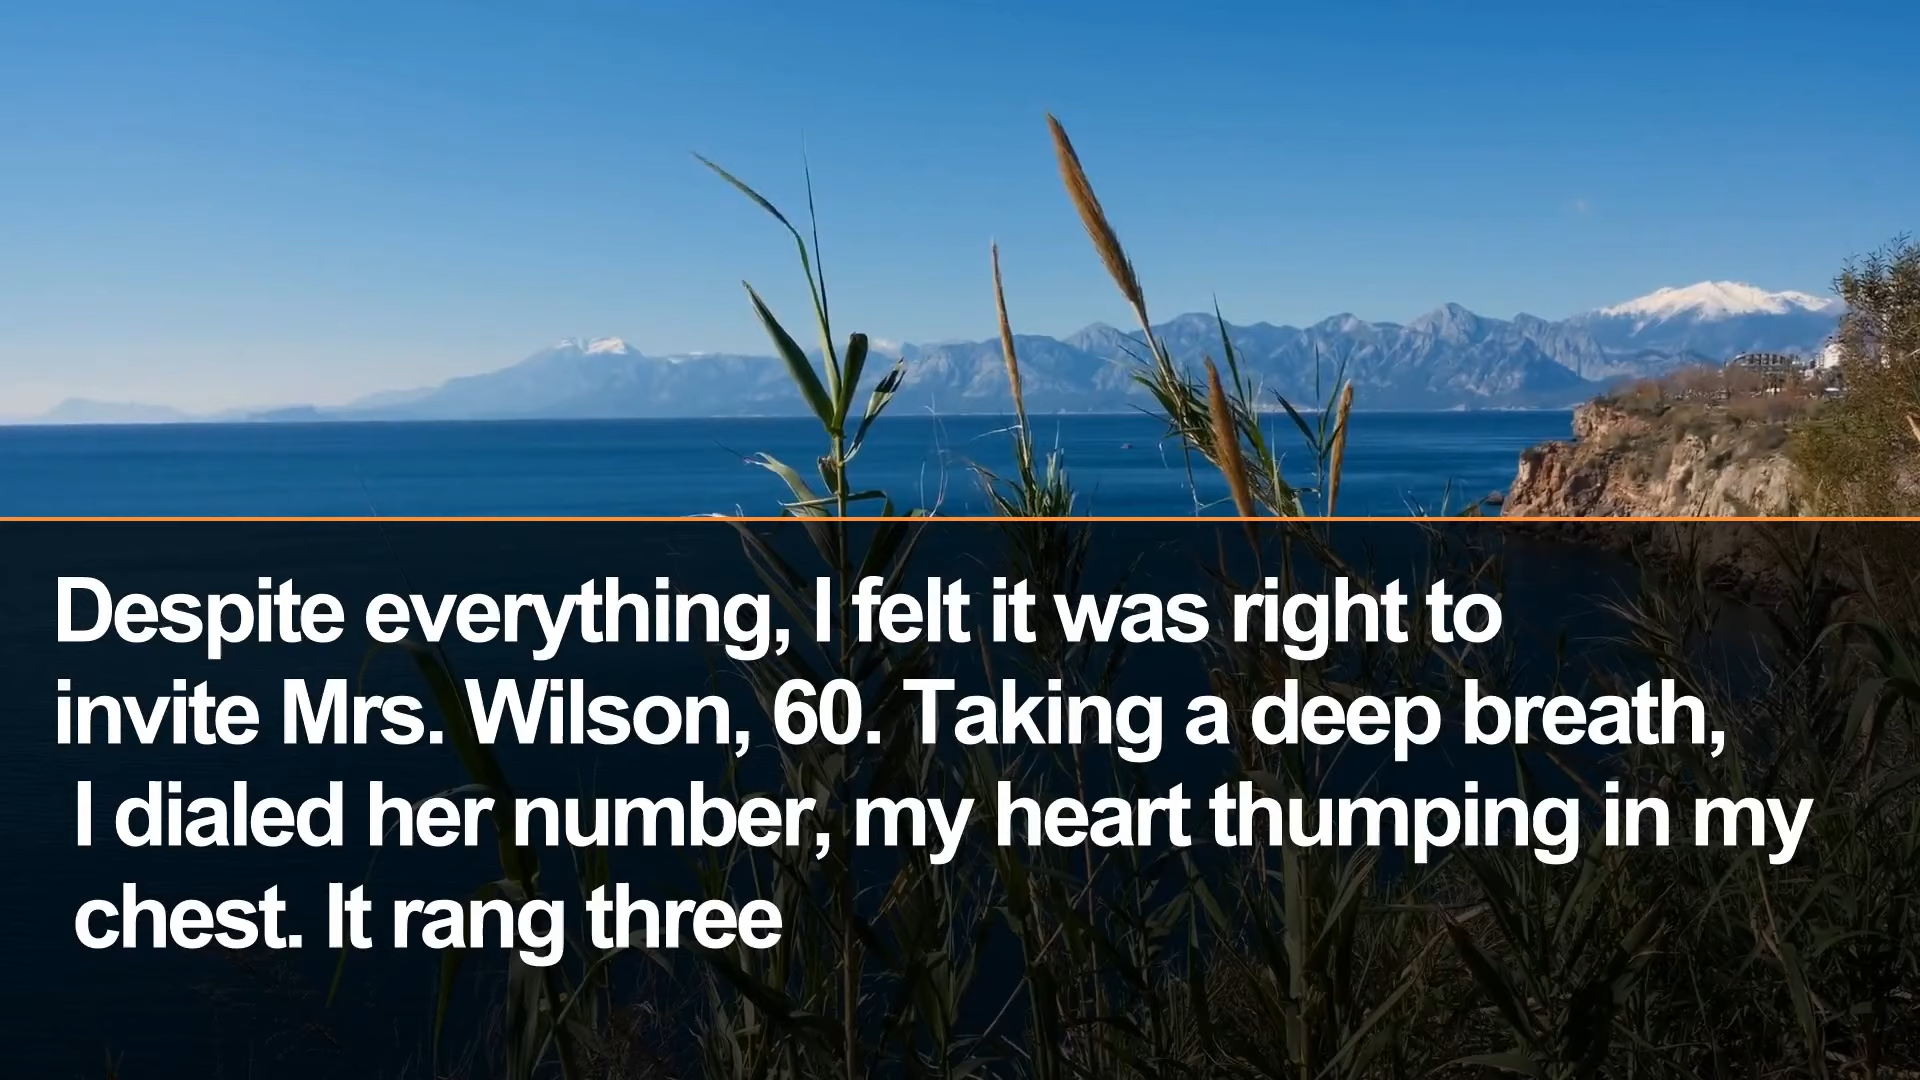 Despite everything, I felt it was right to
invite Mrs. Wilson, 60. Taking a deep breath,
I dialed her number, my heart thumping in my
chest. It rang three